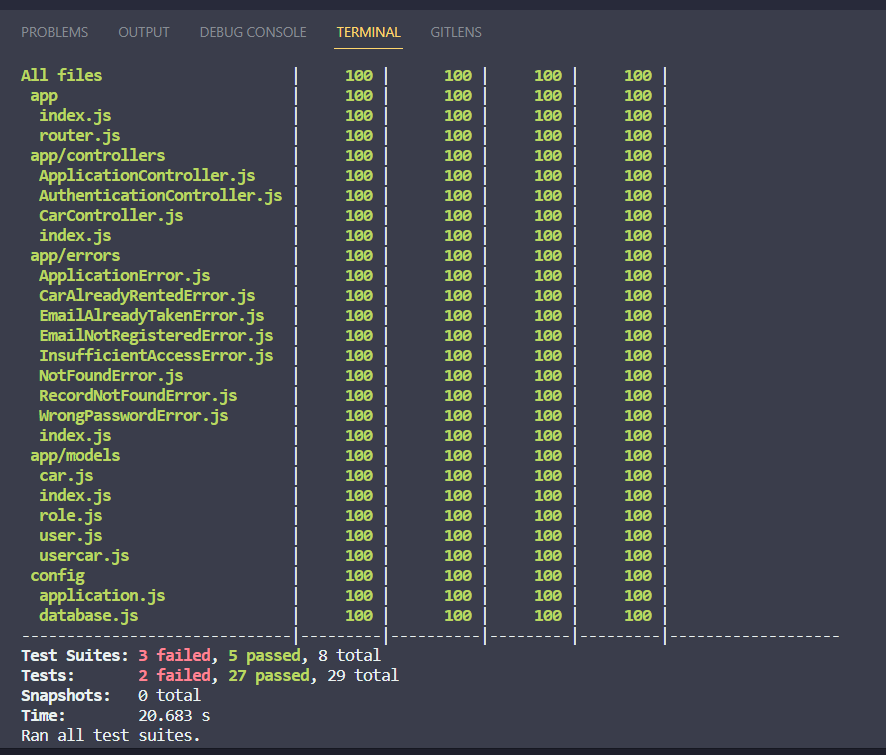 PROBLEMS OUTPUT DEBUG CONSOLE TERMINAL GITLENS
All files | 100 | 100 | 100 | 100 |
app | 100 | 100 | 100 | 100 |
index.js | 100 | 100 | 100 | 100 |
router.js | 100 | 100 | 100 | 100 |
app/controllers | 100 | 100 | 100 | 100 |
ApplicationController.js | 100 | 100 | 100 | 100 |
AuthenticationController.js | 100 | 100 | 100 | 100 |
CarController.js | 100 | 100 | 100 | 100 |
index.js | 100 | 100 | 100 | 100 |
app/errors | 100 | 100 | 100 | 100 |
ApplicationError.js | 100 | 100 | 100 | 100 |
CarAlreadyRentedError.js | 100 | 100 | 100 | 100 |
EmailAlreadyTakenError.js | 100 | 100 | 100 | 100 |
EmailNotRegisteredError.js | 100 | 100 | 100 | 100 |
InsufficientAccessError.js | 100 | 100 | 100 | 100 |
NotFoundError.js | 100 | 100 | 100 | 100 |
RecordNotFoundError.js | 100 | 100 | 100 | 100 |
WrongPasswordError.js | 100 | 100 | 100 | 100 |
index.js | 100 | 100 | 100 | 100 |
app/models | 100 | 100 | 100 | 100 |
car.js | 100 | 100 | 100 | 100 |
index.js | 100 | 100 | 100 | 100 |
role.js | 100 | 100 | 100 | 100 |
user.js | 100 | 100 | 100 | 100 |
usercar.js | 100 | 100 | 100 | 100 |
config | 100 | 100 | 100 | 100 |
application.js | 100 | 100 | 100 | 100 |
database.js | 100 | 100 | 100 | 100 |
------------------------------|---------|----------|---------|---------|-------------------
Test Suites: 3 failed, 5 passed, 8 total
Tests: 2 failed, 27 passed, 29 total
Snapshots: 0 total
Time: 20.683 s
Ran all test suites.